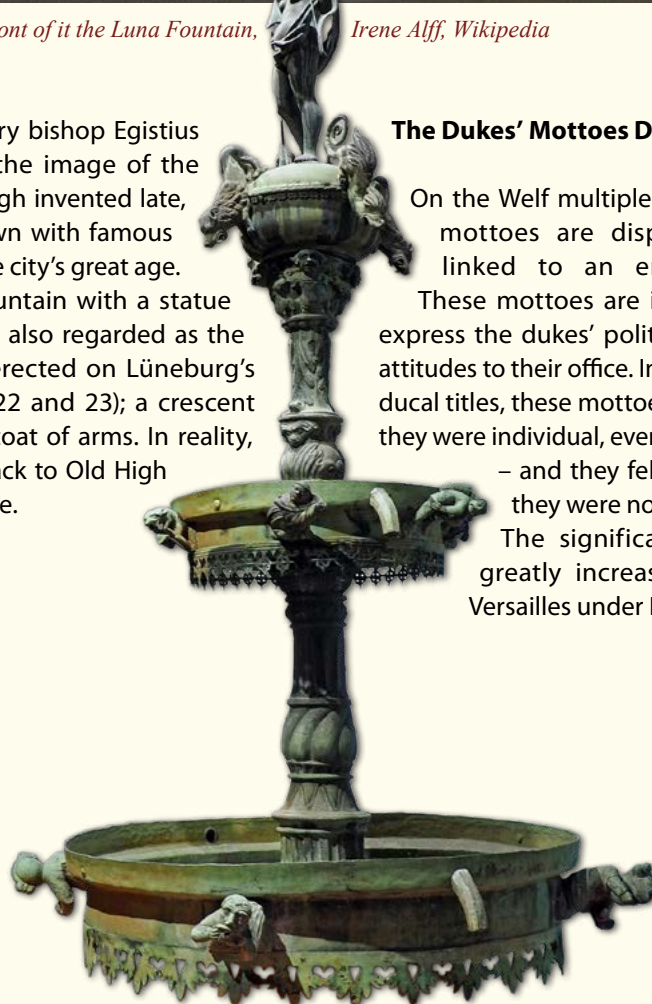 ont of it the Luna Fountain, Irene Alff, Wikipedia
ry bishop Egistius
the image of the
gh invented late,
wn with famous
e city’s great age.
untain with a statue
also regarded as the
erected on Lüneburg’s
22 and 23); a crescent
coat of arms. In reality,
ack to Old High
e.
The Dukes’ Mottoes D
On the Welf multiple
mottoes are disp
linked to an e
These mottoes are i
express the dukes’ polit
attitudes to their office. In
ducal titles, these mottoe
they were individual, ever
– and they fel
they were no
The significa
greatly increas
Versailles under